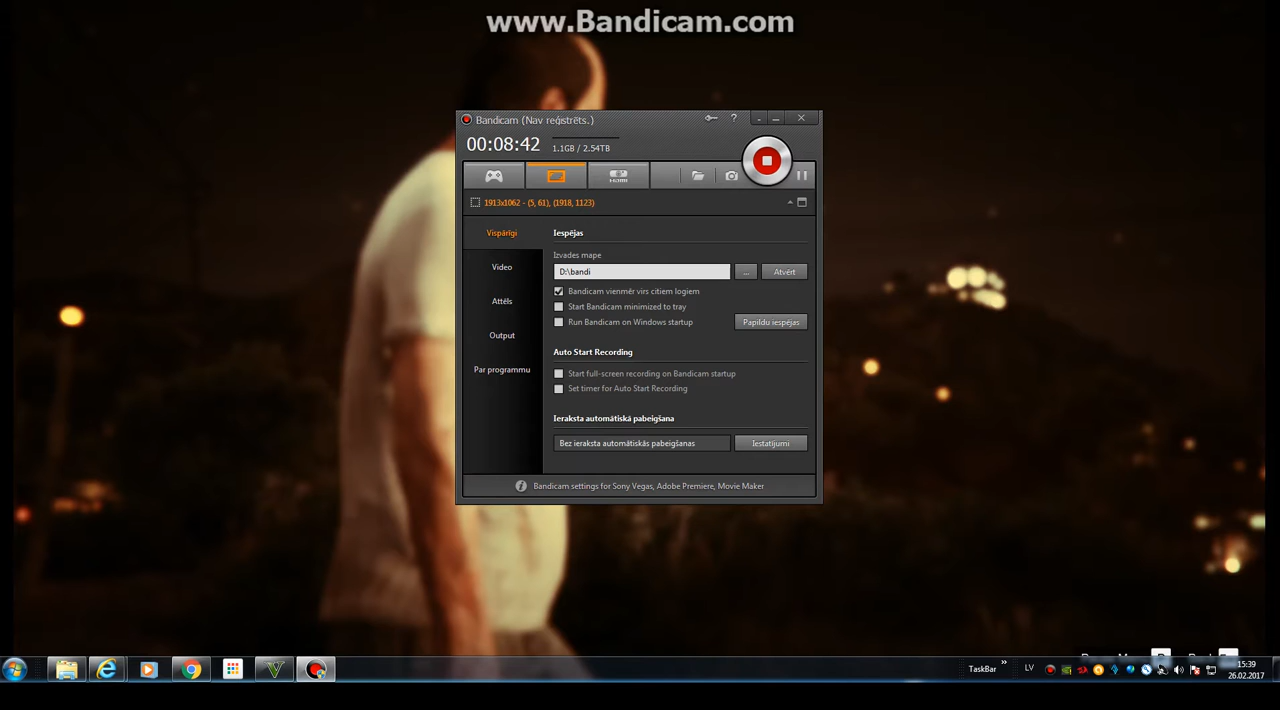 www.Bandicam.com
Bandicam (Nav reģistrēts.)
00:08:42
1.1GB / 2.54TB
HDMI
1913x1062 - (5, 61), (1918, 1123)
Vispārīgi
Video
Attēls
Output
Par programmu
Iespējas
Izvades mape
D:\bandi
...
Atvērt
Bandicam vienmēr virs citiem logiem
Start Bandicam minimized to tray
Run Bandicam on Windows startup
Papildu iespējas
Auto Start Recording
Start full-screen recording on Bandicam startup
Set timer for Auto Start Recording
Ieraksta automātiskā pabeigšana
Bez ieraksta automātiskās pabeigšanas
Iestatījumi
Bandicam settings for Sony Vegas, Adobe Premiere, Movie Maker
TaskBar
LV
15:39
26.02.2017